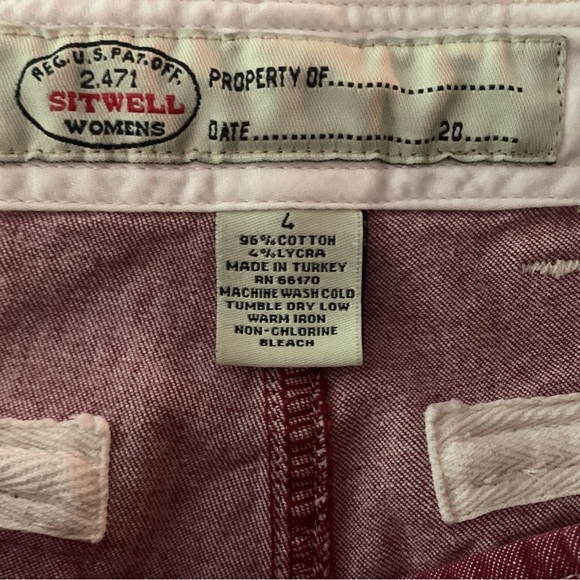 REG. U.S. PAT. OFF.
2.471
SITWELL
WOMENS
PROPERTY OF........................
DATE........................20.......
4
96% COTTON
4% LYCRA
MADE IN TURKEY
RN 66170
MACHINE WASH COLD
TUMBLE DRY LOW
WARM IRON
NON-CHLORINE
BLEACH